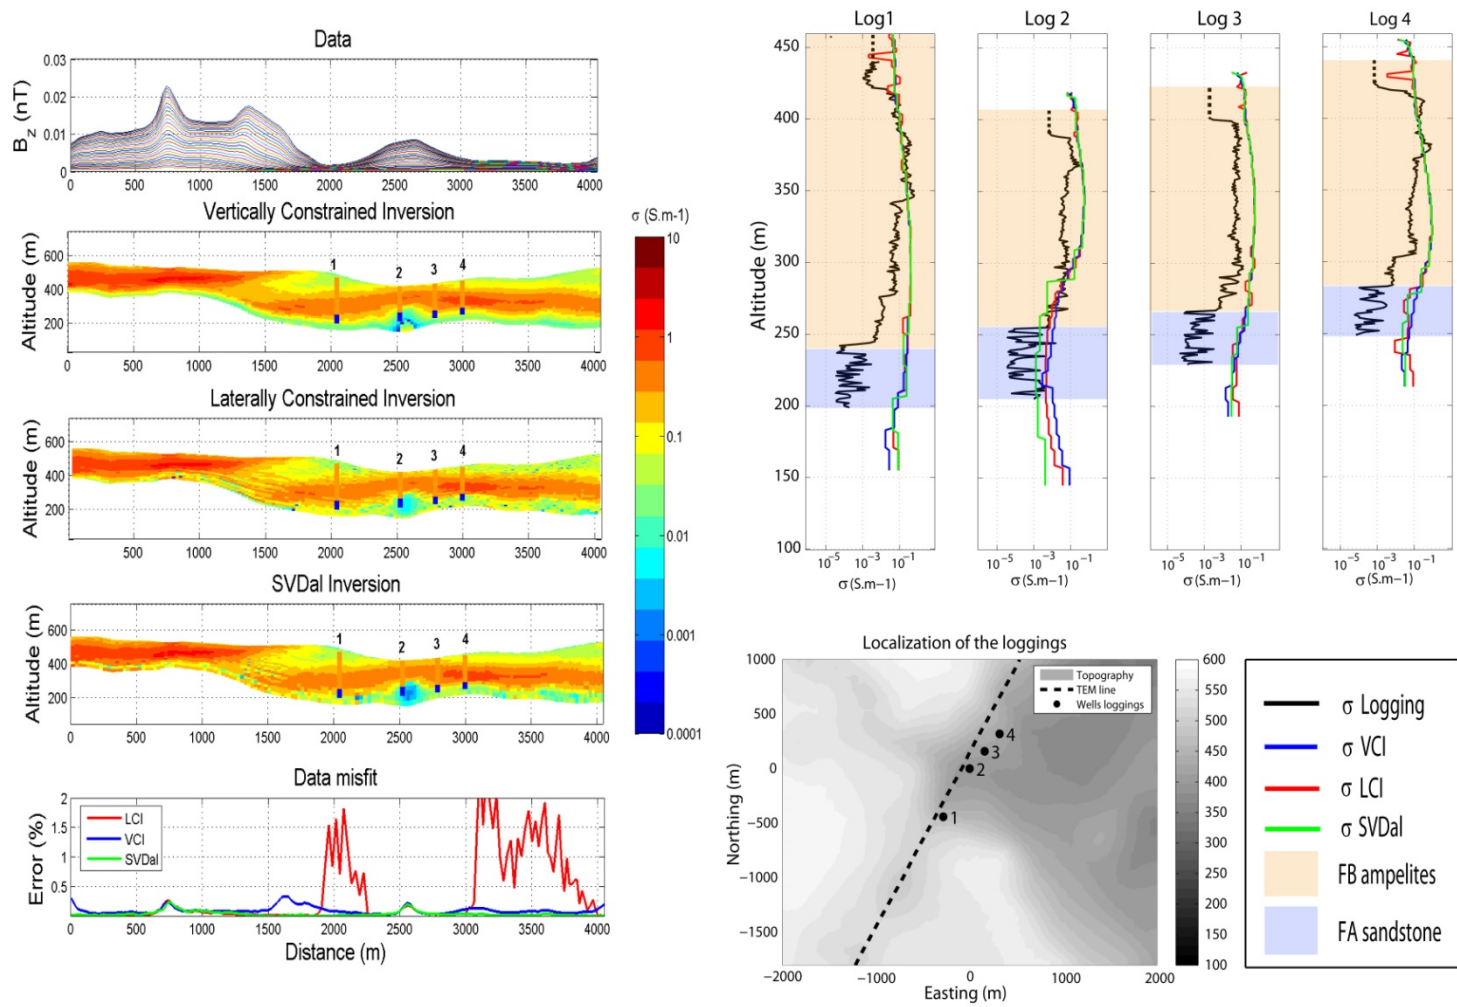 Data
B_z (nT)
0.03
0.02
0.01
0
0 500 1000 1500 2000 2500 3000 3500 4000
Vertically Constrained Inversion
Altitude (m)
600
400
200
1 2 3 4
0 500 1000 1500 2000 2500 3000 3500 4000
Laterally Constrained Inversion
Altitude (m)
600
400
200
1 2 3 4
500 1000 1500 2000 2500 3000 3500 4000
SVDal Inversion
Altitude (m)
600
400
200
1 2 3 4
0 500 1000 1500 2000 2500 3000 3500 4000
Data misfit
Error (%)
2
1.5
1
0.5
LCI
VCI
SVDal
0 500 1000 1500 2000 2500 3000 3500 4000
Distance (m)
σ (S.m-1)
10
1
0.1
0.01
0.001
0.0001
Log1 Log 2 Log 3 Log 4
Altitude (m)
450
400
350
300
250
200
150
100
10⁻⁵ 10⁻³ 10⁻¹ 10⁻⁵ 10⁻³ 10⁻¹ 10⁻⁵ 10⁻³ 10⁻¹ 10⁻⁵ 10⁻³ 10⁻¹
σ (S.m−1) σ (S.m−1) σ (S.m−1) σ (S.m−1)
Localization of the loggings
Northing (m)
1000
500
0
−500
−1000
−1500
Topography
TEM line
Wells loggings
4
3
2
1
−2000 −1000 0 1000 2000
Easting (m)
600
550
500
450
400
350
300
250
200
150
100
σ Logging
σ VCI
σ LCI
σ SVDal
FB ampelites
FA sandstone